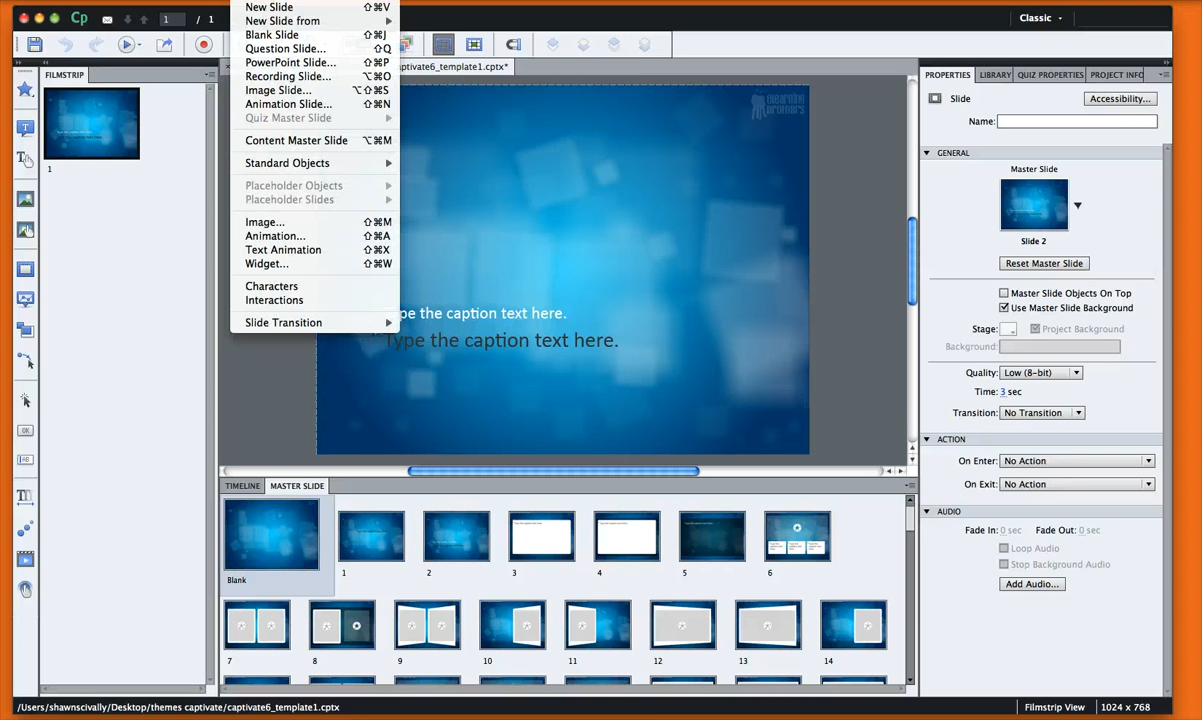 Cp
1 / 1
Classic
New Slide ⇧⌘V
New Slide from
Blank Slide ⇧⌘J
Question Slide... ⇧Q
PowerPoint Slide... ⇧⌘P
Recording Slide... ⌥⌘O
Image Slide... ⌥⇧⌘S
Animation Slide... ⇧⌘N
Quiz Master Slide
Content Master Slide ⌥⌘M
Standard Objects
Placeholder Objects
Placeholder Slides
Image... ⇧⌘M
Animation... ⇧⌘A
Text Animation ⇧⌘X
Widget... ⇧⌘W
Characters
Interactions
Slide Transition
FILMSTRIP
1
captivate6_template1.cptx*
elearning brothers
pe the caption text here.
Type the caption text here.
PROPERTIES LIBRARY QUIZ PROPERTIES PROJECT INFO
Slide Accessibility...
Name:
GENERAL
Master Slide
Slide 2
Reset Master Slide
Master Slide Objects On Top
Use Master Slide Background
Stage: Project Background
Background:
Quality: Low (8-bit)
Time: 3 sec
Transition: No Transition
ACTION
On Enter: No Action
On Exit: No Action
AUDIO
Fade In: 0 sec Fade Out: 0 sec
Loop Audio
Stop Background Audio
Add Audio...
TIMELINE MASTER SLIDE
Blank 1 2 3 4 5 6
7 8 9 10 11 12 13 14
/Users/shawnscivally/Desktop/themes captivate/captivate6_template1.cptx
Filmstrip View 1024 x 768